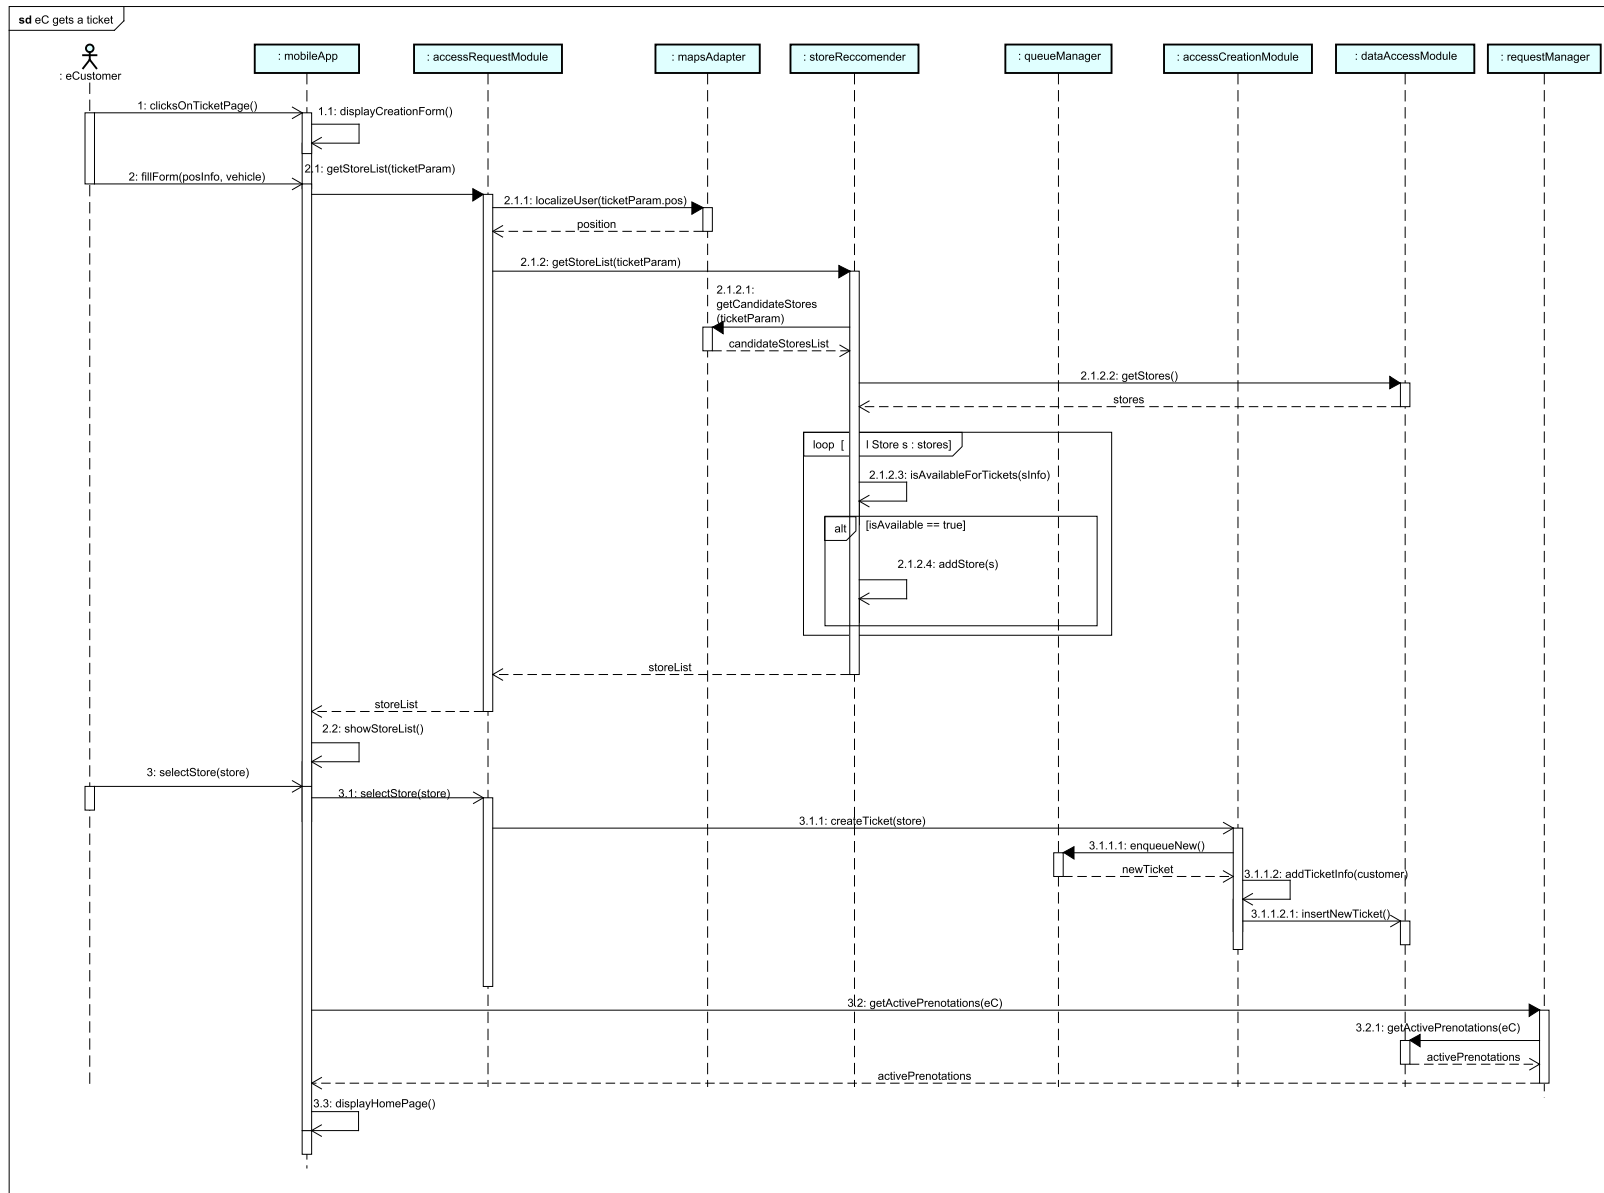 sd eC gets a ticket
: eCustomer
: mobileApp
: accessRequestModule
: mapsAdapter
: storeReccomender
: queueManager
: accessCreationModule
: dataAccessModule
: requestManager
1: clicksOnTicketPage()
1.1: displayCreationForm()
2: fillForm(posInfo, vehicle)
2.1: getStoreList(ticketParam)
2.1.1: localizeUser(ticketParam.pos)
position
2.1.2: getStoreList(ticketParam)
2.1.2.1:
getCandidateStores
(ticketParam)
candidateStoresList
2.1.2.2: getStores()
stores
loop [ l Store s : stores]
2.1.2.3: isAvailableForTickets(sInfo)
alt [isAvailable == true]
2.1.2.4: addStore(s)
storeList
storeList
2.2: showStoreList()
3: selectStore(store)
3.1: selectStore(store)
3.1.1: createTicket(store)
3.1.1.1: enqueueNew()
newTicket
3.1.1.2: addTicketInfo(customer)
3.1.1.2.1: insertNewTicket()
3.2: getActivePrenotations(eC)
3.2.1: getActivePrenotations(eC)
activePrenotations
activePrenotations
3.3: displayHomePage()